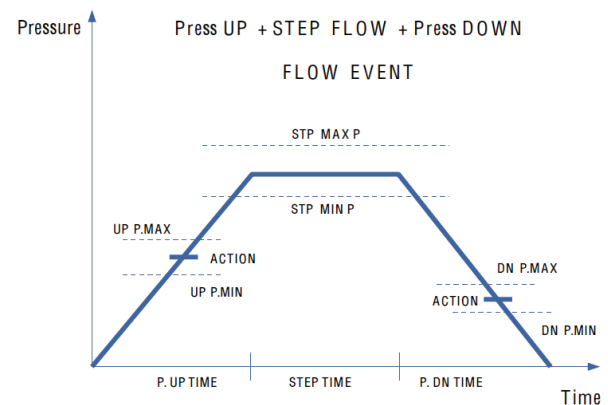 Pressure
Press UP + STEP FLOW + Press DOWN
FLOW EVENT
STP MAX P
STP MIN P
UP P.MAX
ACTION
UP P.MIN
DN P.MAX
ACTION
DN P.MIN
P. UP TIME
STEP TIME
P. DN TIME
Time